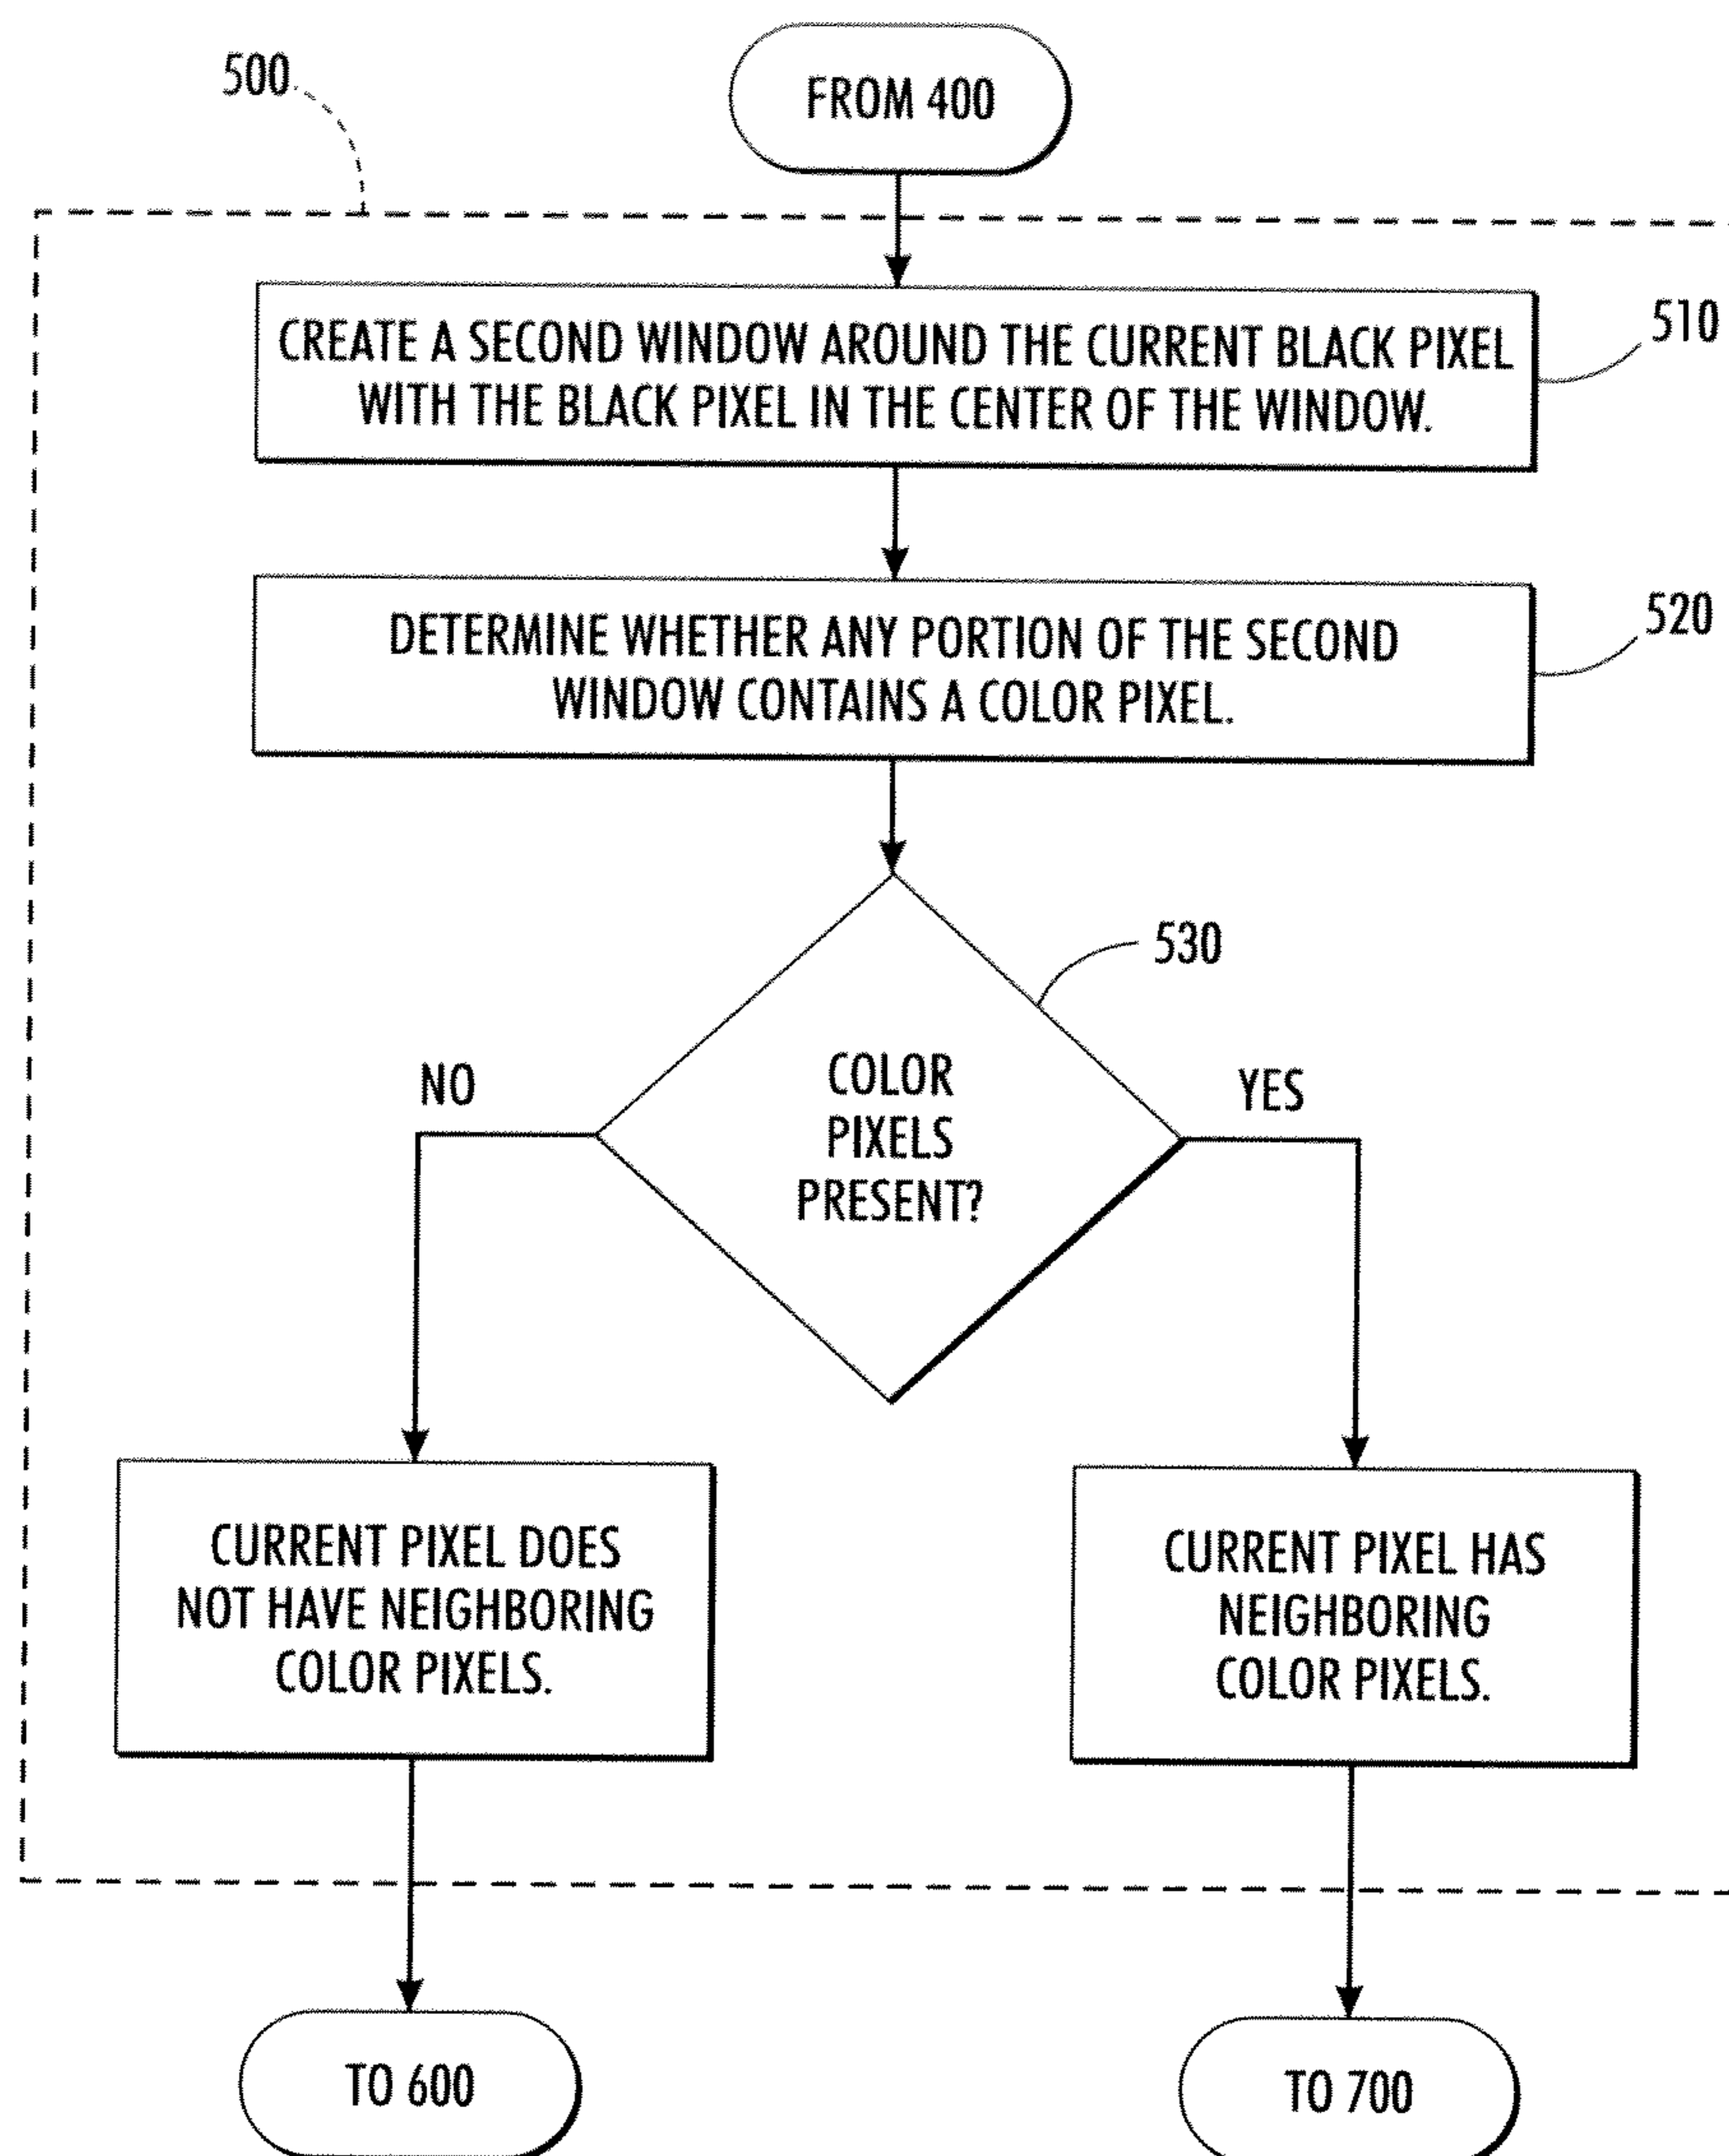 500
FROM 400
CREATE A SECOND WINDOW AROUND THE CURRENT BLACK PIXEL
WITH THE BLACK PIXEL IN THE CENTER OF THE WINDOW.
510
DETERMINE WHETHER ANY PORTION OF THE SECOND
WINDOW CONTAINS A COLOR PIXEL.
520
530
COLOR
PIXELS
PRESENT?
NO
YES
CURRENT PIXEL DOES
NOT HAVE NEIGHBORING
COLOR PIXELS.
CURRENT PIXEL HAS
NEIGHBORING
COLOR PIXELS.
TO 600
TO 700